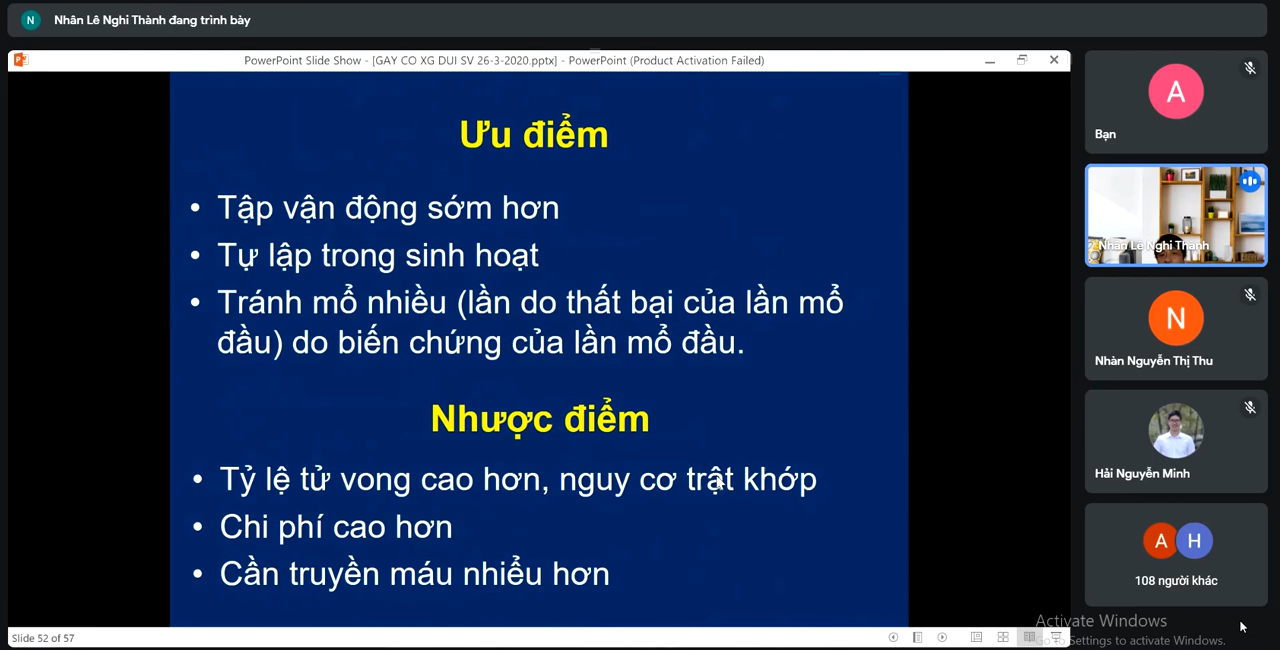 N
Nhân Lê Nghi Thành đang trình bày
PowerPoint Slide Show - [GAY CO XG DUI SV 26-3-2020.pptx] - PowerPoint (Product Activation Failed)
Ưu điểm
• Tập vận động sớm hơn
• Tự lập trong sinh hoạt
• Tránh mổ nhiều (lần do thất bại của lần mổ
đầu) do biến chứng của lần mổ đầu.
Nhược điểm
• Tỷ lệ tử vong cao hơn, nguy cơ trật khớp
• Chi phí cao hơn
• Cần truyền máu nhiểu hơn
Slide 52 of 57
A
Bạn
Nhân Lê Nghi Thành
N
Nhàn Nguyễn Thị Thu
Hải Nguyễn Minh
A H
108 người khác
Activate Windows
Go to Settings to activate Windows.